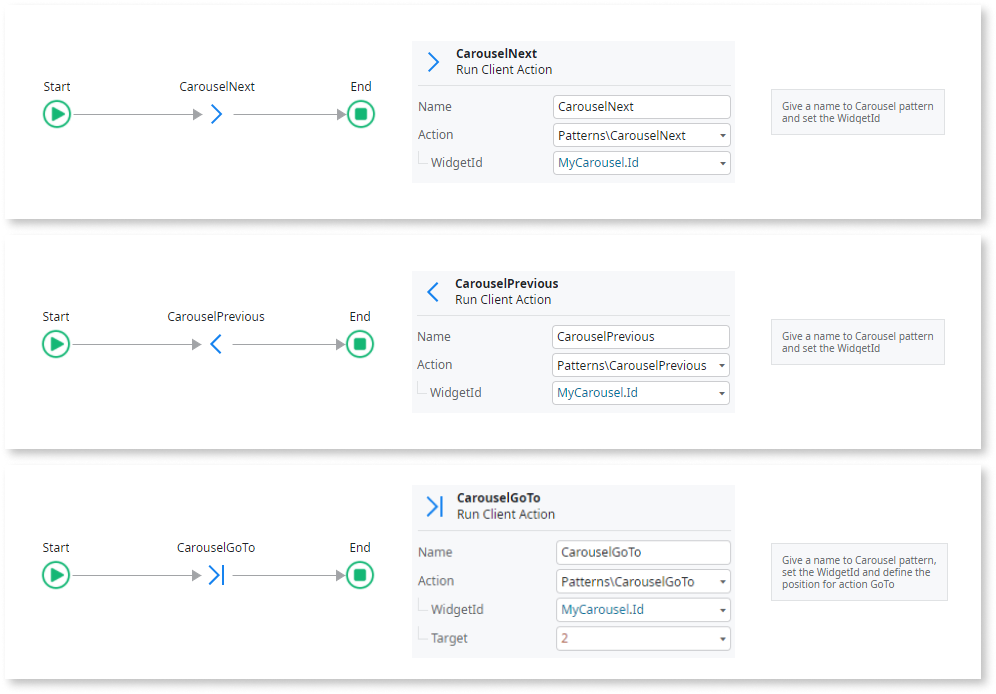 Start
CarouselNext
End
CarouselNext
Run Client Action
Name
CarouselNext
Action
Patterns\CarouselNext
WidgetId
MyCarousel.Id
Give a name to Carousel pattern
and set the WidgetId
Start
CarouselPrevious
End
CarouselPrevious
Run Client Action
Name
CarouselPrevious
Action
Patterns\CarouselPrevious
WidgetId
MyCarousel.Id
Give a name to Carousel pattern
and set the WidgetId
Start
CarouselGoTo
End
CarouselGoTo
Run Client Action
Name
CarouselGoTo
Action
Patterns\CarouselGoTo
WidgetId
MyCarousel.Id
Target
2
Give a name to Carousel pattern,
set the WidgetId and define the
position for action GoTo